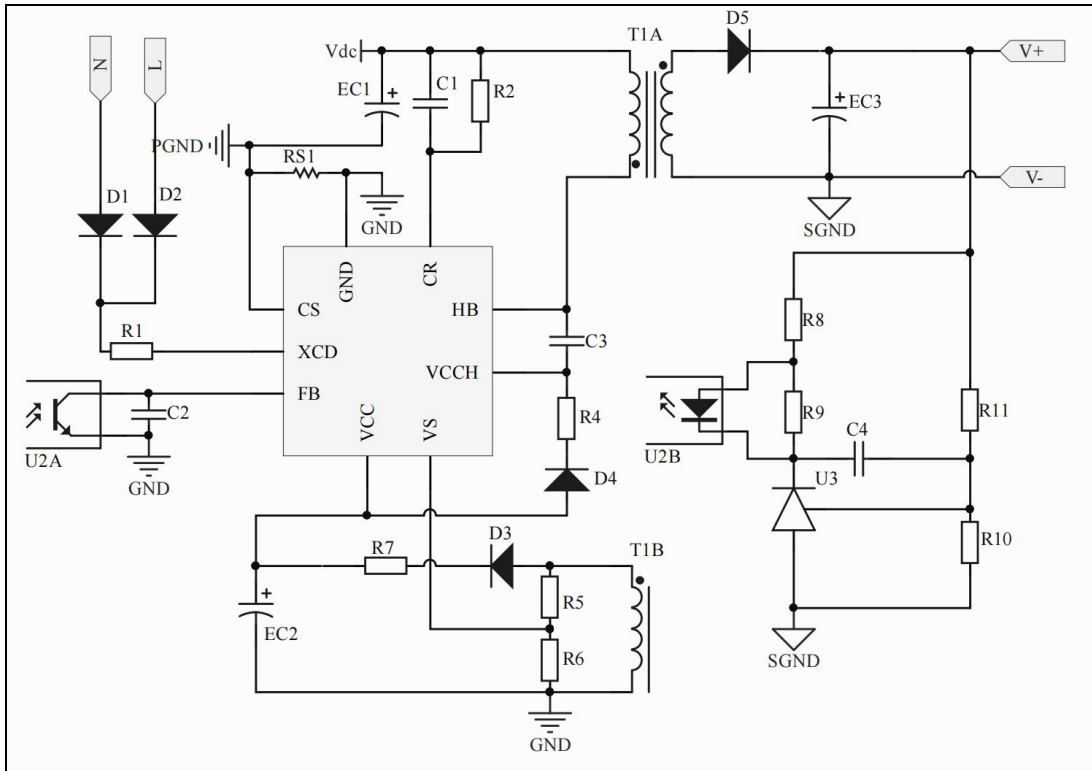 T1A
D5
N
L
Vdc
V+
C1
R2
EC1
+
+
EC3
PGND
RS1
V-
D1
D2
GND
SGND
GND
CR
CS
HB
R1
XCD
C3
R8
VCCH
FB
C2
VCC
VS
R4
R9
R11
C4
U2A
GND
D4
U2B
U3
D3
R7
T1B
R10
+
EC2
R5
R6
SGND
GND